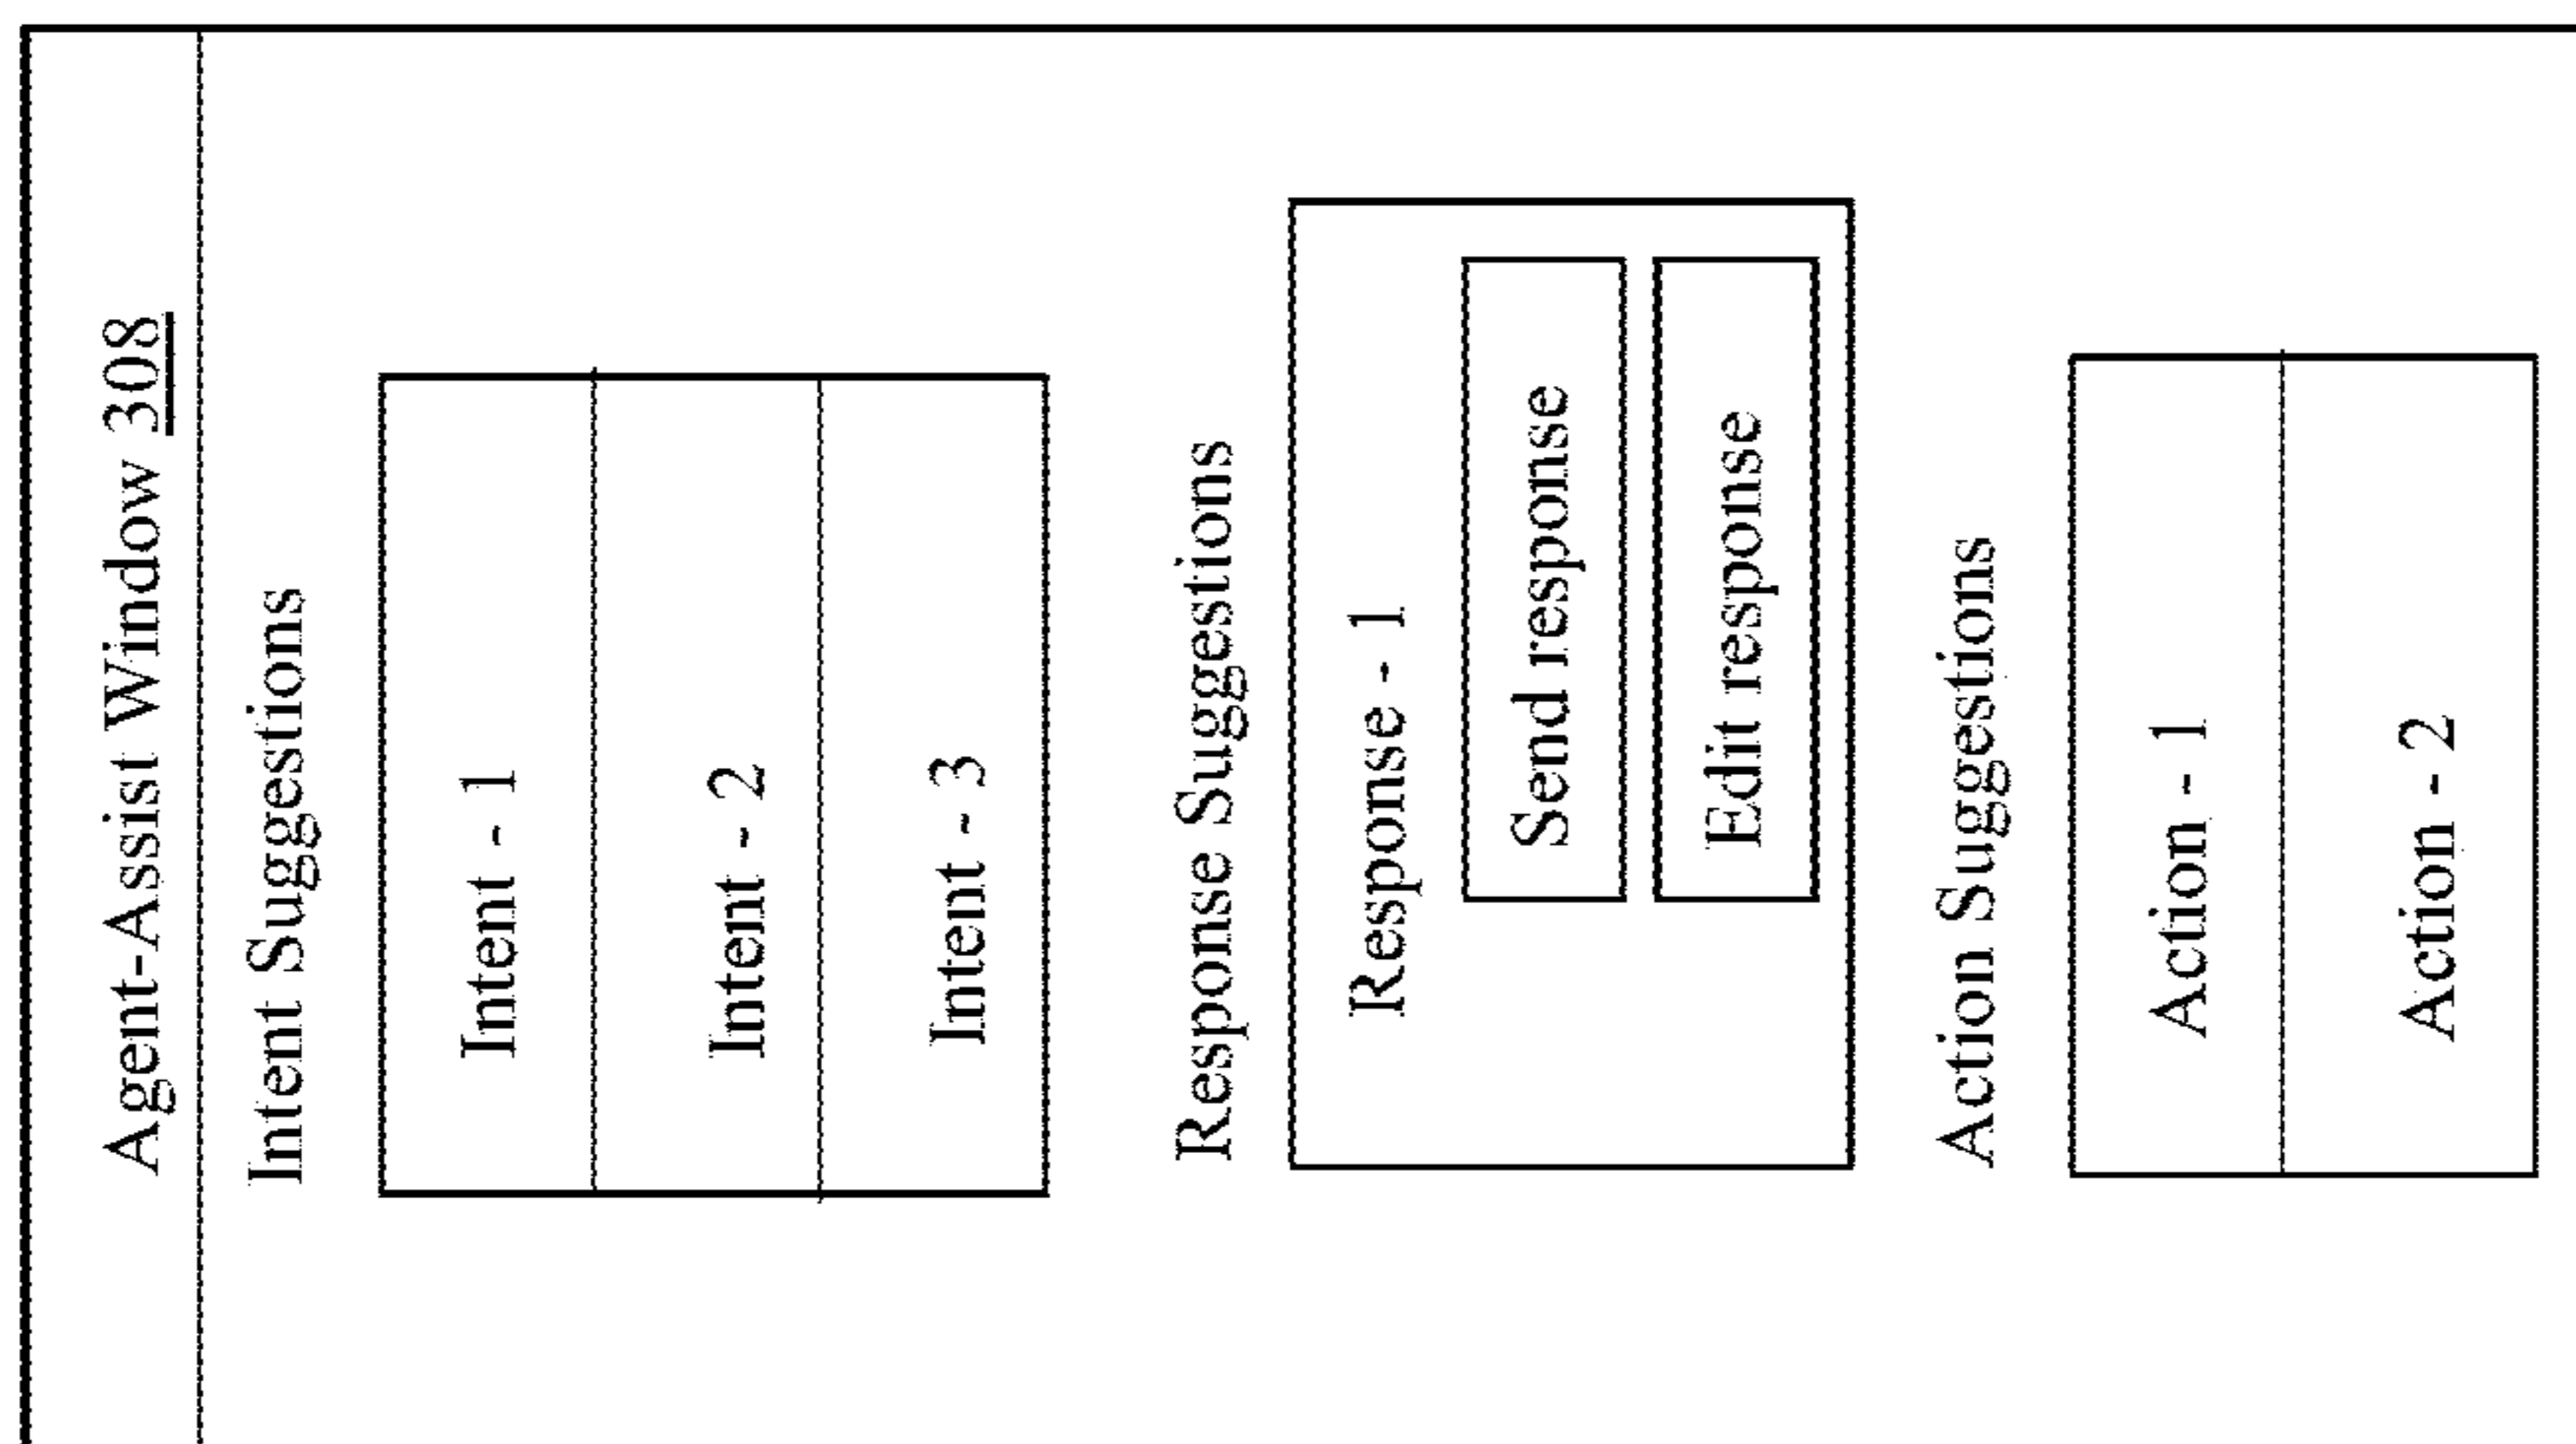 Agent-Assist Window 308
Intent Suggestions
Intent - 1
Intent - 2
Intent - 3
Response Suggestions
Response - 1
Send response
Edit response
Action Suggestions
Action - 1
Action - 2